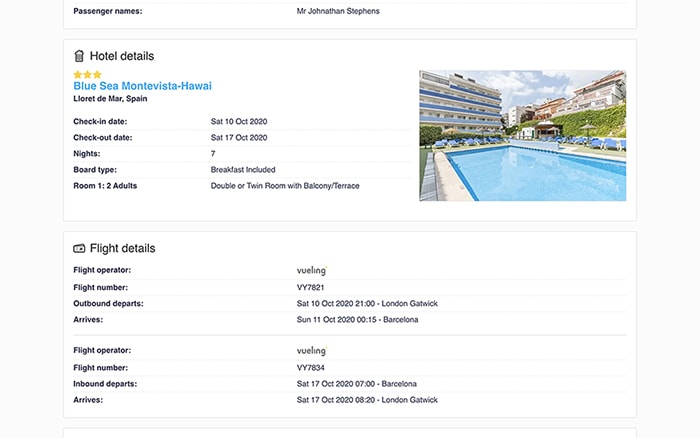 Passenger names: Mr Johnathan Stephens
Hotel details
Blue Sea Montevista-Hawai
Lloret de Mar, Spain
Check-in date: Sat 10 Oct 2020
Check-out date: Sat 17 Oct 2020
Nights: 7
Board type: Breakfast Included
Room 1: 2 Adults Double or Twin Room with Balcony/Terrace
Flight details
Flight operator: vueling
Flight number: VY7821
Outbound departs: Sat 10 Oct 2020 21:00 - London Gatwick
Arrives: Sun 11 Oct 2020 00:15 - Barcelona
Flight operator: vueling
Flight number: VY7834
Inbound departs: Sat 17 Oct 2020 07:00 - Barcelona
Arrives: Sat 17 Oct 2020 08:20 - London Gatwick